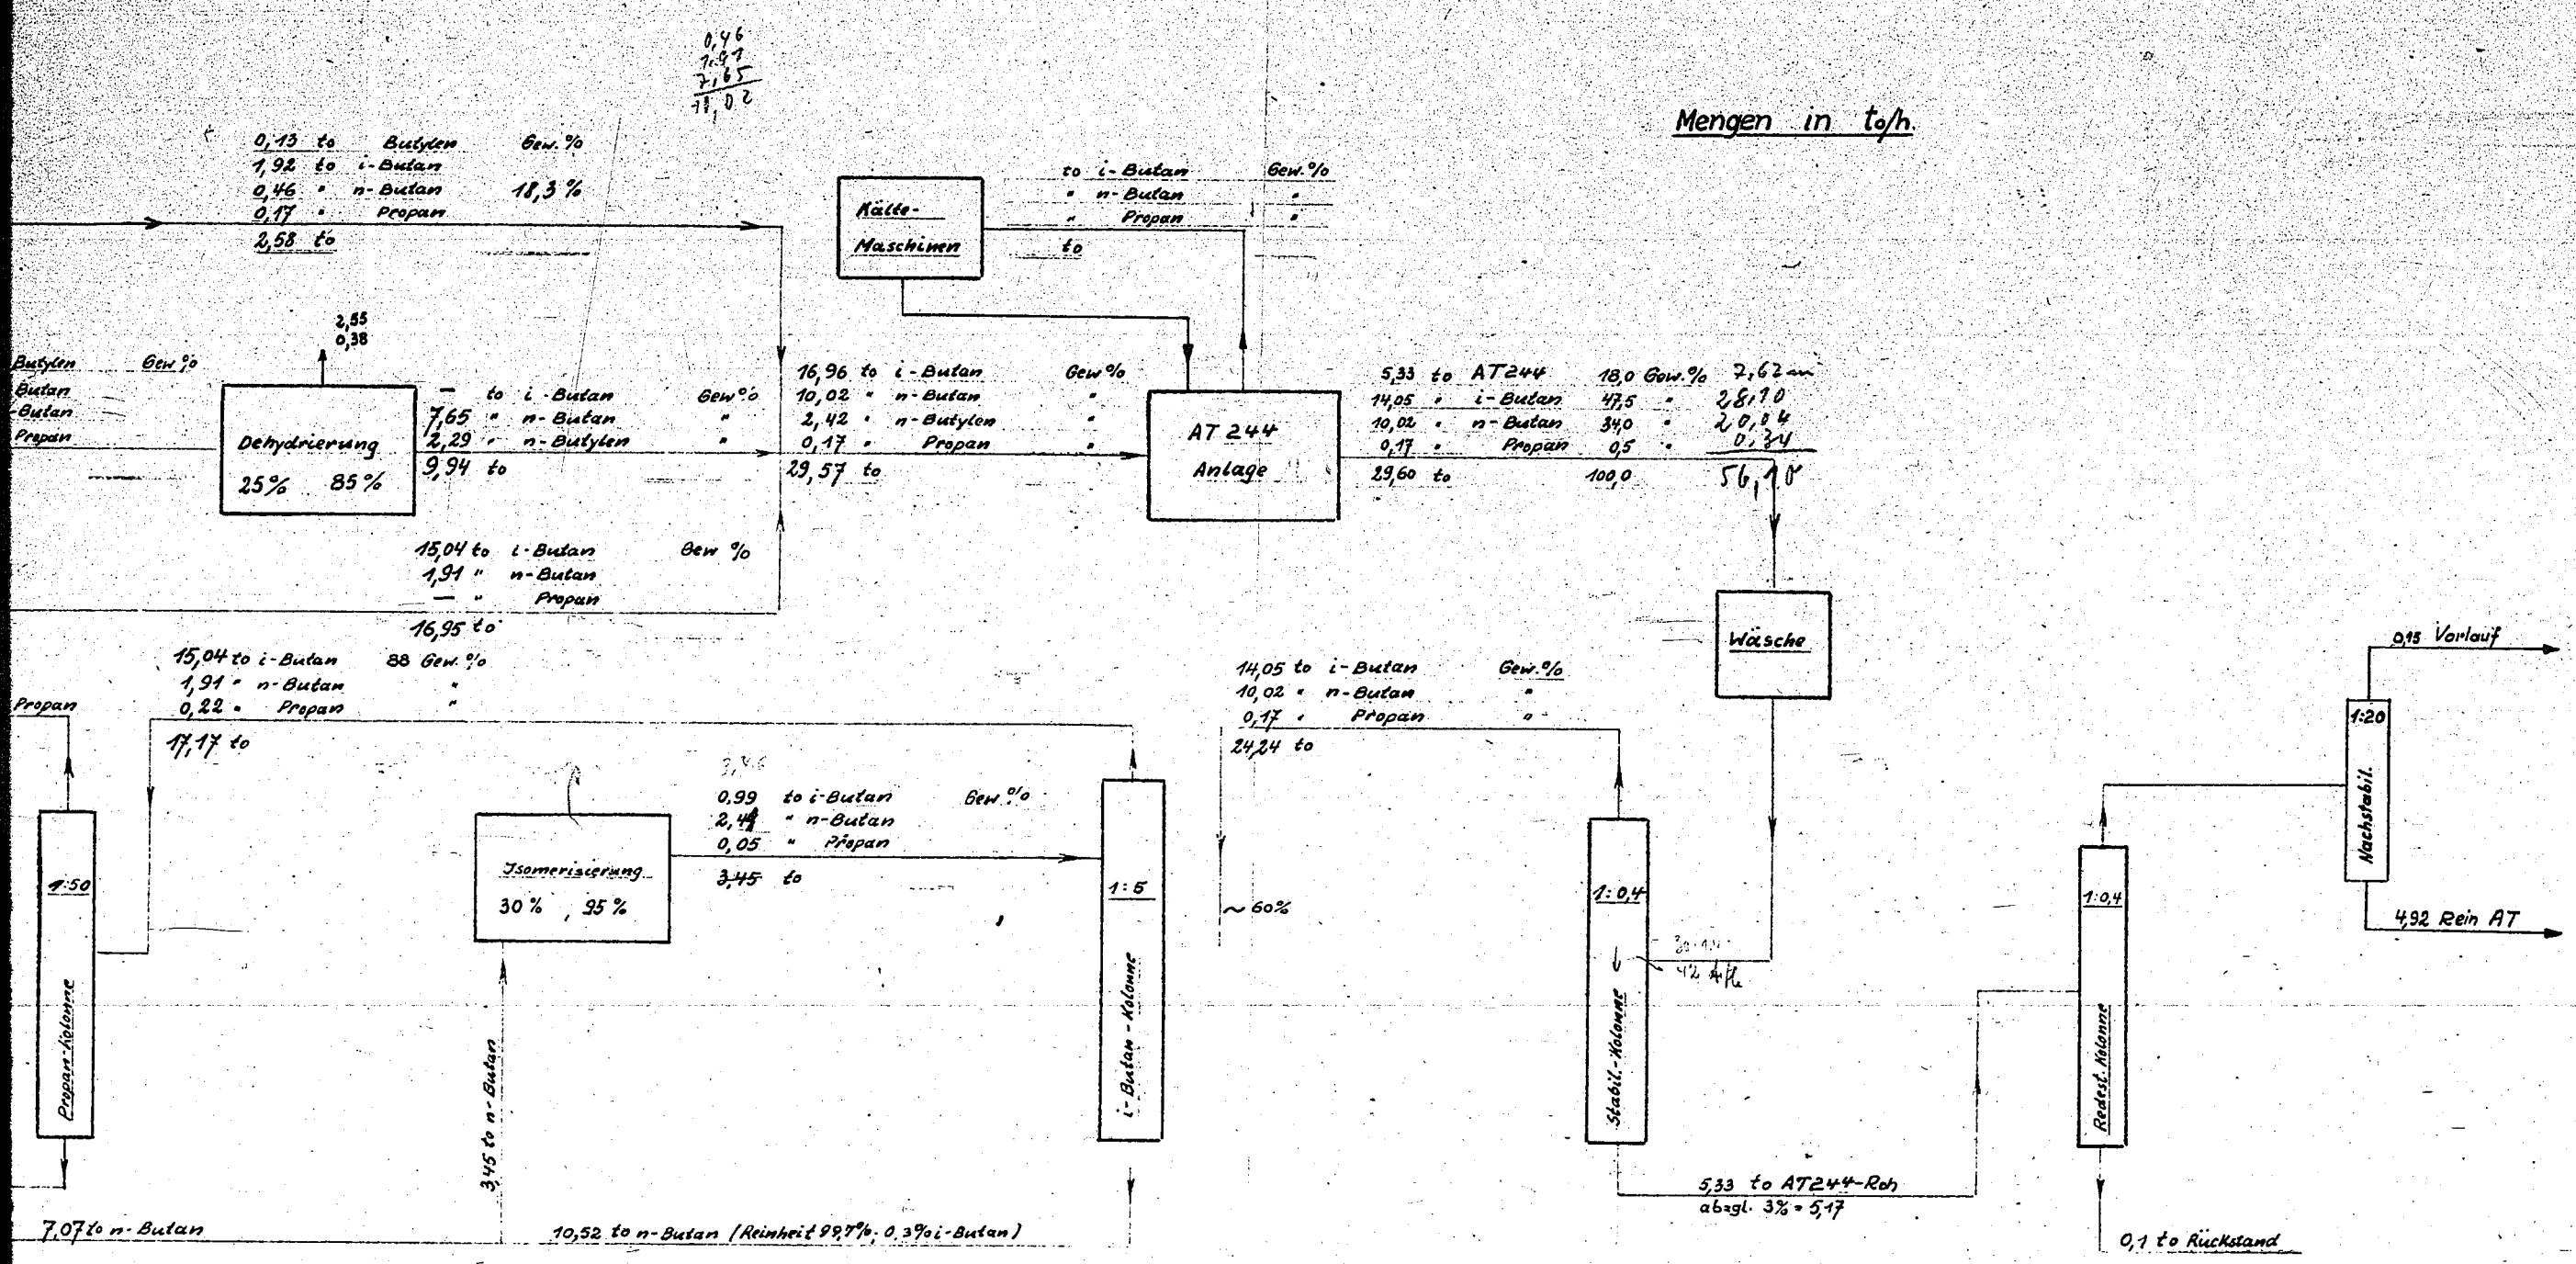 0,46
1,91
7,65
11,02
Mengen in to/h.
0,13 to Butylen Gew.%
1,92 to i-Butan
0,46 " n-Butan 18,3 %
0,17 " Propan
2,58 to
Kälte-
Maschinen
to i-Butan Gew.%
" n-Butan "
" Propan "
to
2,55
0,38
Butylen Gew %
Butan
-Butan
Propan
Dehydrierung
25% 85%
— to i-Butan Gew %
7,65 " n-Butan "
2,29 " n-Butylen "
9,94 to
16,96 to i-Butan Gew %
10,02 " n-Butan "
2,42 " n-Butylen
0,17 " Propan "
29,57 to
AT 244
Anlage
5,33 to AT244 18,0 Gew.% 7,62
14,05 " i-Butan 47,5 " 28,10
10,02 " n-Butan 34,0 " 20,04
0,17 " Propan 0,5 " 0,34
29,60 to 100,0 56,10
15,04 to i-Butan Gew %
1,91 " n-Butan
— " Propan
16,95 to
Wäsche
15,04 to i-Butan 88 Gew.%
1,91 " n-Butan "
0,22 " Propan "
17,17 to
Propan
14,05 to i-Butan Gew.%
10,02 " n-Butan "
0,17 " Propan "
24,24 to
0,15 Vorlauf
1:20
Nachstabil.
4,92 Rein AT
0,99 to i-Butan Gew %
2,41 " n-Butan
0,05 " Propan
3,45 to
Isomerisierung
30% , 95%
1:50
Propan-Kolonne
1:5
i-Butan-Kolonne
~ 60%
1:0,4
Stabil.-Kolonne
1:0,4
Redest. Kolonne
3,45 to n-Butan
5,33 to AT244-Roh
abzgl. 3% = 5,17
7,07 to n-Butan
10,52 to n-Butan (Reinheit 99,7%; 0,3% i-Butan)
0,1 to Rückstand